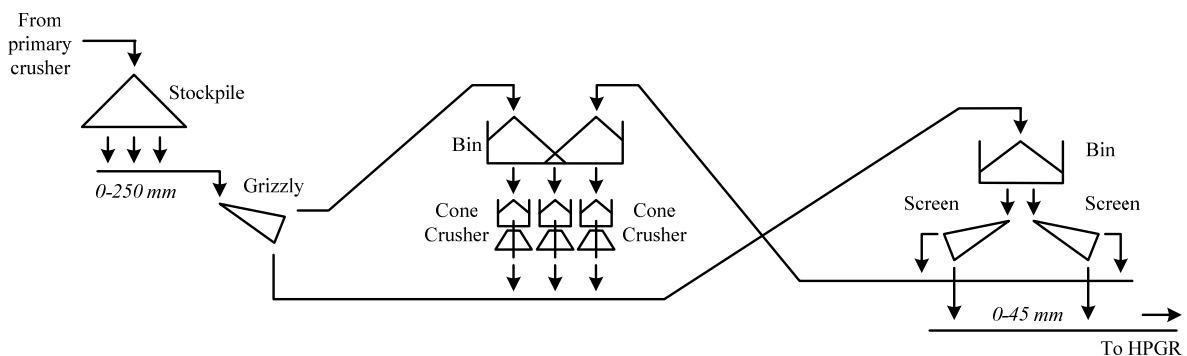 From
primary
crusher
Stockpile
0-250 mm
Grizzly
Bin
Cone
Crusher
Cone
Crusher
Bin
Screen
Screen
0-45 mm
To HPGR